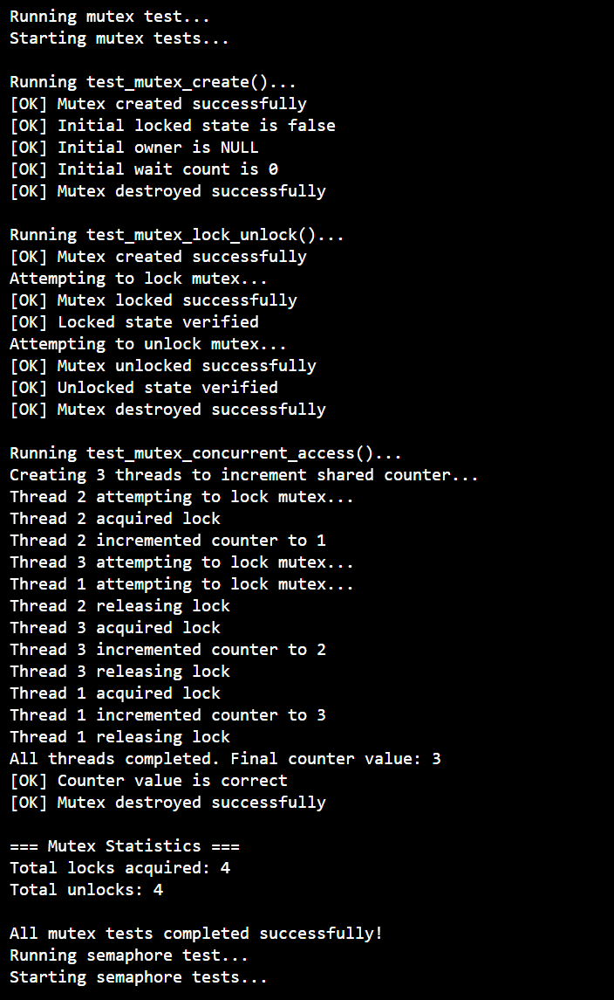 Running mutex test...
Starting mutex tests...
Running test_mutex_create()...
[OK] Mutex created successfully
[OK] Initial locked state is false
[OK] Initial owner is NULL
[OK] Initial wait count is 0
[OK] Mutex destroyed successfully
Running test_mutex_lock_unlock()...
[OK] Mutex created successfully
Attempting to lock mutex...
[OK] Mutex locked successfully
[OK] Locked state verified
Attempting to unlock mutex...
[OK] Mutex unlocked successfully
[OK] Unlocked state verified
[OK] Mutex destroyed successfully
Running test_mutex_concurrent_access()...
Creating 3 threads to increment shared counter...
Thread 2 attempting to lock mutex...
Thread 2 acquired lock
Thread 2 incremented counter to 1
Thread 3 attempting to lock mutex...
Thread 1 attempting to lock mutex...
Thread 2 releasing lock
Thread 3 acquired lock
Thread 3 incremented counter to 2
Thread 3 releasing lock
Thread 1 acquired lock
Thread 1 incremented counter to 3
Thread 1 releasing lock
All threads completed. Final counter value: 3
[OK] Counter value is correct
[OK] Mutex destroyed successfully
=== Mutex Statistics ===
Total locks acquired: 4
Total unlocks: 4
All mutex tests completed successfully!
Running semaphore test...
Starting semaphore tests...